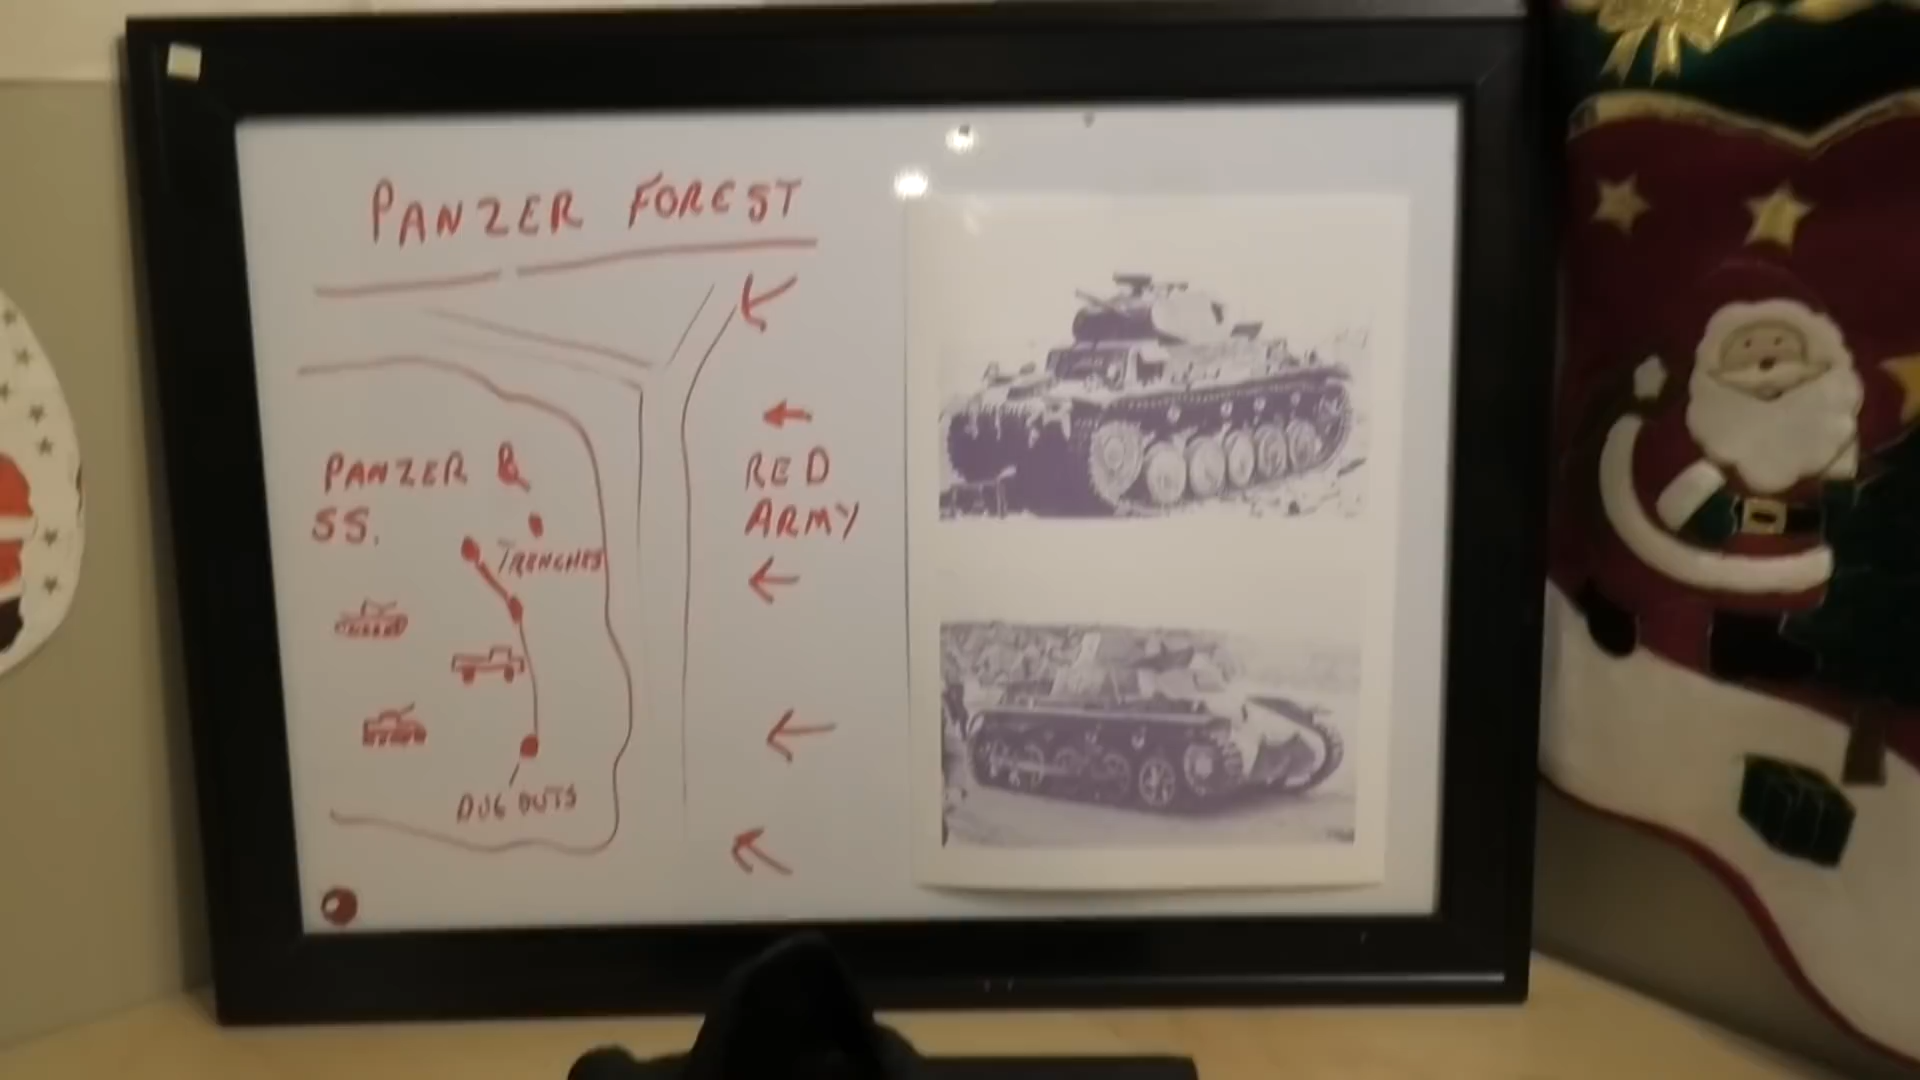 PANZER FOREST
PANZER &
SS.
TRENCHES
DUG OUTS
RED
ARMY